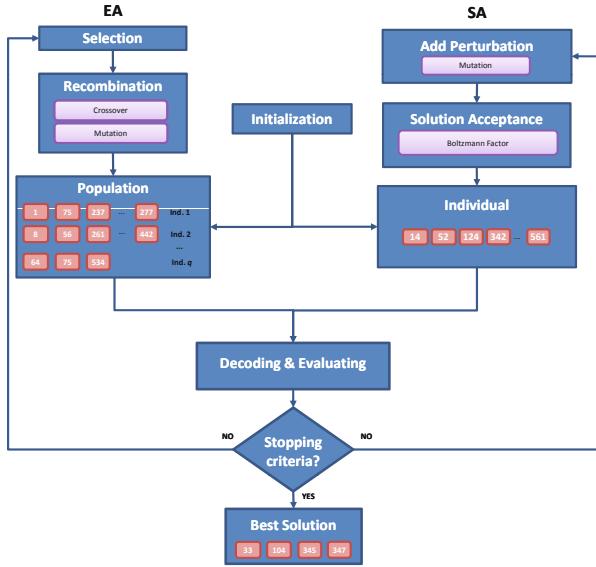 EA
SA
Selection
Add Perturbation
Mutation
Recombination
Crossover
Mutation
Initialization
Solution Acceptance
Boltzmann Factor
Population
1 75 237 ... 277 Ind. 1
8 56 261 ... 442 Ind. 2
...
64 75 534 Ind. q
Individual
14 52 124 342 ... 561
Decoding & Evaluating
NO
NO
Stopping
criteria?
YES
Best Solution
33 104 345 347